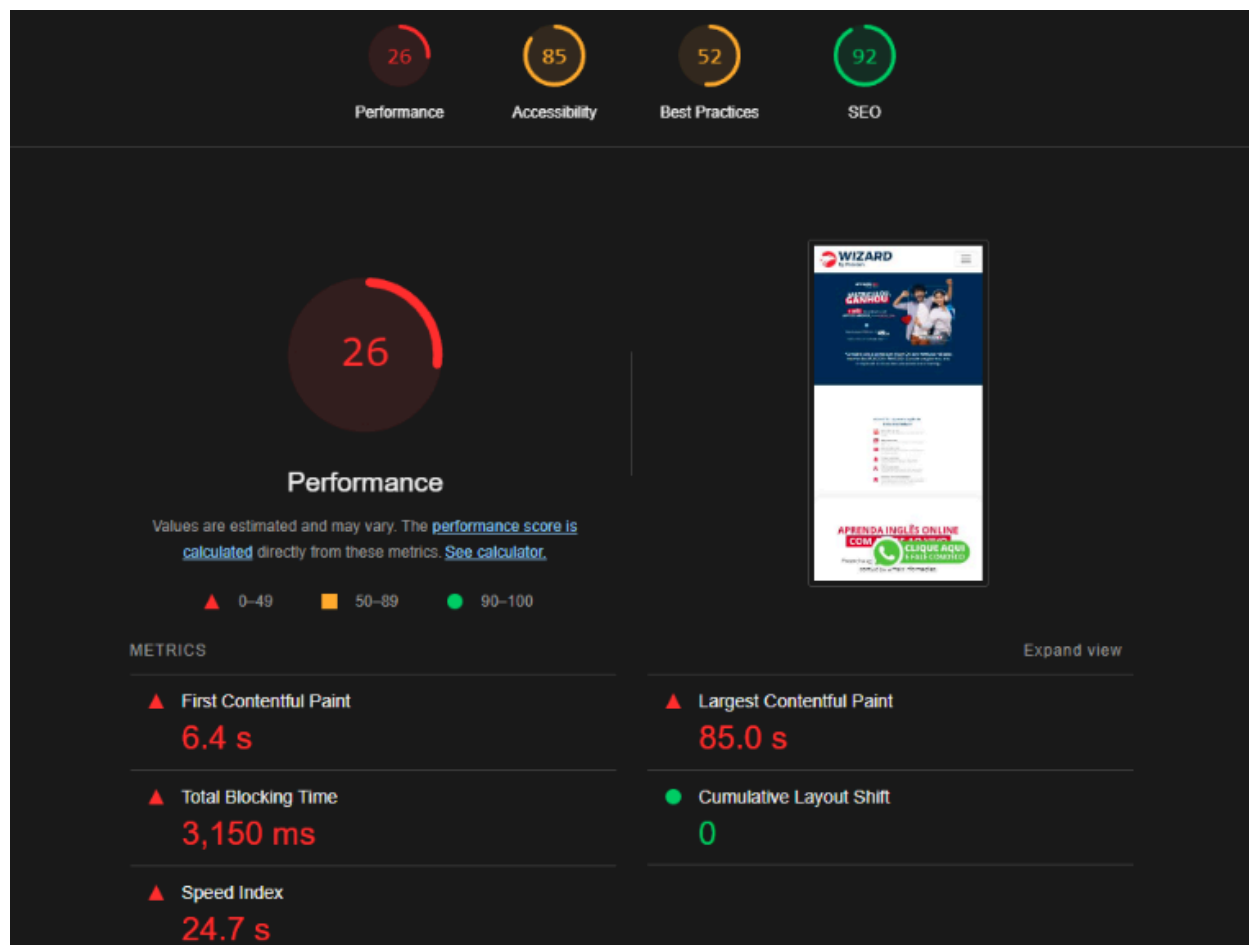 26
85
52
92
Performance
Accessibility
Best Practices
SEO
26
Performance
Values are estimated and may vary. The performance score is
calculated directly from these metrics. See calculator.
0–49
50–89
90–100
WIZARD
GANHOU
APRENDA INGLÊS ONLINE
COM
CLIQUE AQUI
METRICS
Expand view
First Contentful Paint
6.4 s
Largest Contentful Paint
85.0 s
Total Blocking Time
3,150 ms
Cumulative Layout Shift
0
Speed Index
24.7 s